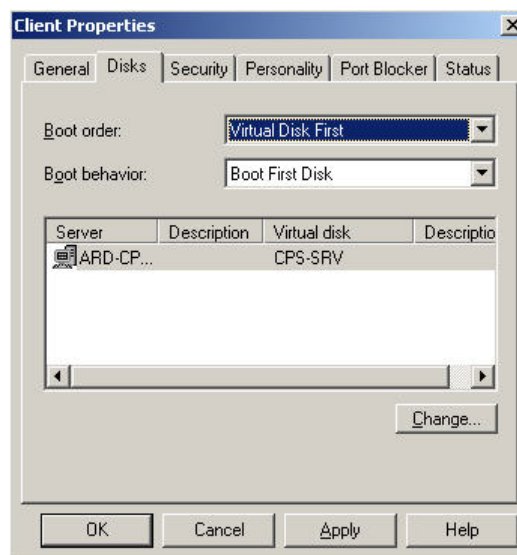 Client Properties
General Disks Security Personality Port Blocker Status
Boot order: Virtual Disk First
Boot behavior: Boot First Disk
Server Description Virtual disk Descriptio
ARD-CP... CPS-SRV
Change...
OK Cancel Apply Help